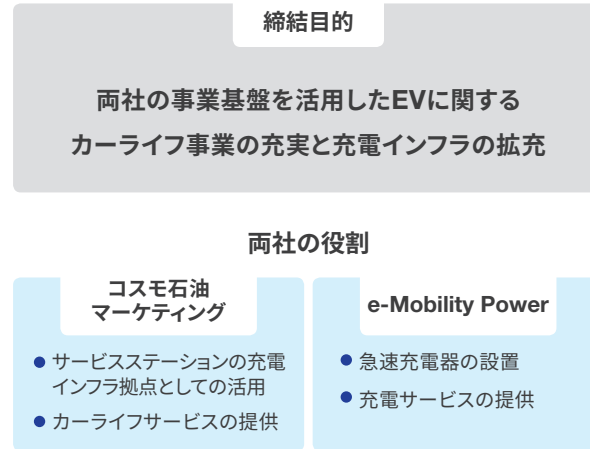 締結目的
両社の事業基盤を活用したEVに関する
カーライフ事業の充実と充電インフラの拡充
両社の役割
コスモ石油
マーケティング
サービスステーションの充電
インフラ拠点としての活用
カーライフサービスの提供
e-Mobility Power
急速充電器の設置
充電サービスの提供